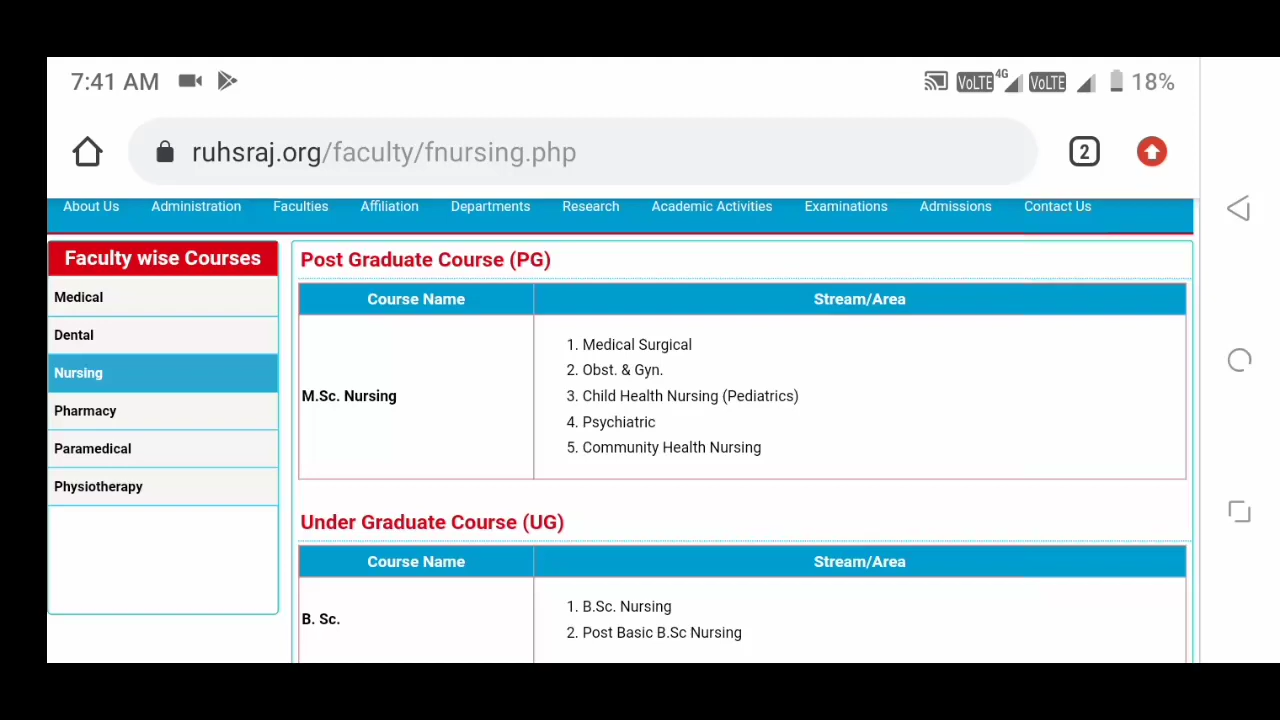 7:41 AM VoLTE 4G VoLTE 18%
ruhsraj.org/faculty/fnursing.php 2
About Us Administration Faculties Affiliation Departments Research Academic Activities Examinations Admissions Contact Us
Faculty wise Courses
Medical
Dental
Nursing
Pharmacy
Paramedical
Physiotherapy
Post Graduate Course (PG)
Course Name Stream/Area
M.Sc. Nursing
1. Medical Surgical
2. Obst. & Gyn.
3. Child Health Nursing (Pediatrics)
4. Psychiatric
5. Community Health Nursing
Under Graduate Course (UG)
Course Name Stream/Area
B. Sc.
1. B.Sc. Nursing
2. Post Basic B.Sc Nursing